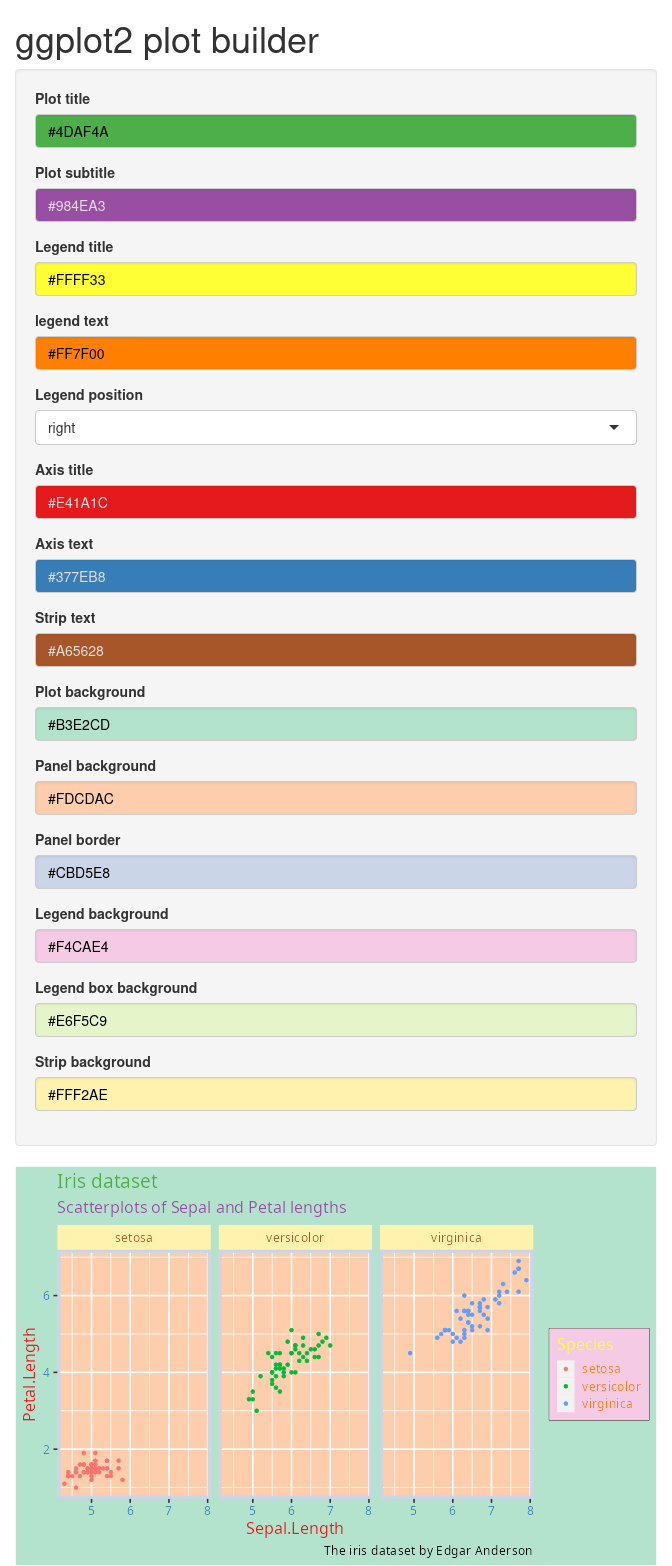 ggplot2 plot builder
Plot title
#4DAF4A
Plot subtitle
#984EA3
Legend title
#FFFF33
legend text
#FF7F00
Legend position
right
Axis title
#E41A1C
Axis text
#377EB8
Strip text
#A65628
Plot background
#B3E2CD
Panel background
#FDCDAC
Panel border
#CBD5E8
Legend background
#F4CAE4
Legend box background
#E6F5C9
Strip background
#FFF2AE
Iris dataset
Scatterplots of Sepal and Petal lengths
setosa versicolor virginica
6
4
2
Petal.Length
5 6 7 8 5 6 7 8 5 6 7 8
Sepal.Length
Species
setosa
versicolor
virginica
The iris dataset by Edgar Anderson